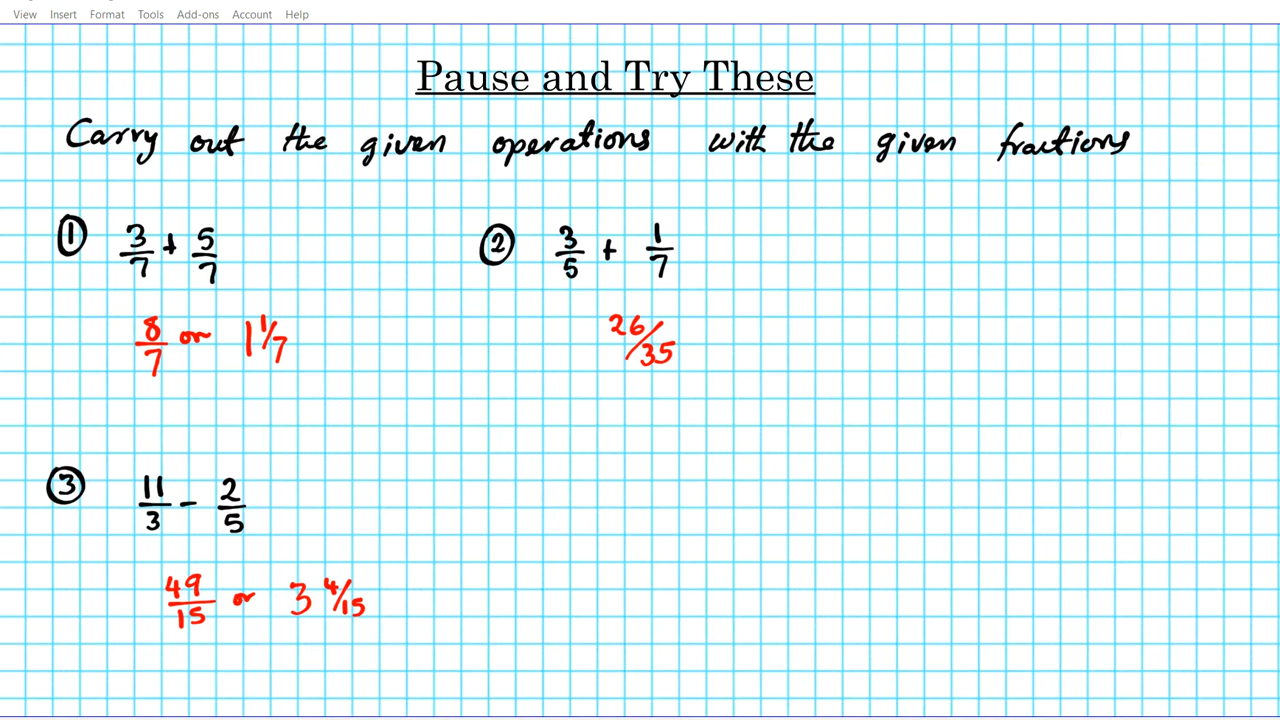 View Insert Format Tools Add-ons Account Help
Pause and Try These
Carry out the given operations with the given fractions
① 3/7 + 5/7
② 3/5 + 1/7
8/7 or 1 1/7
26/35
③ 11/3 - 2/5
49/15 or 3 4/15